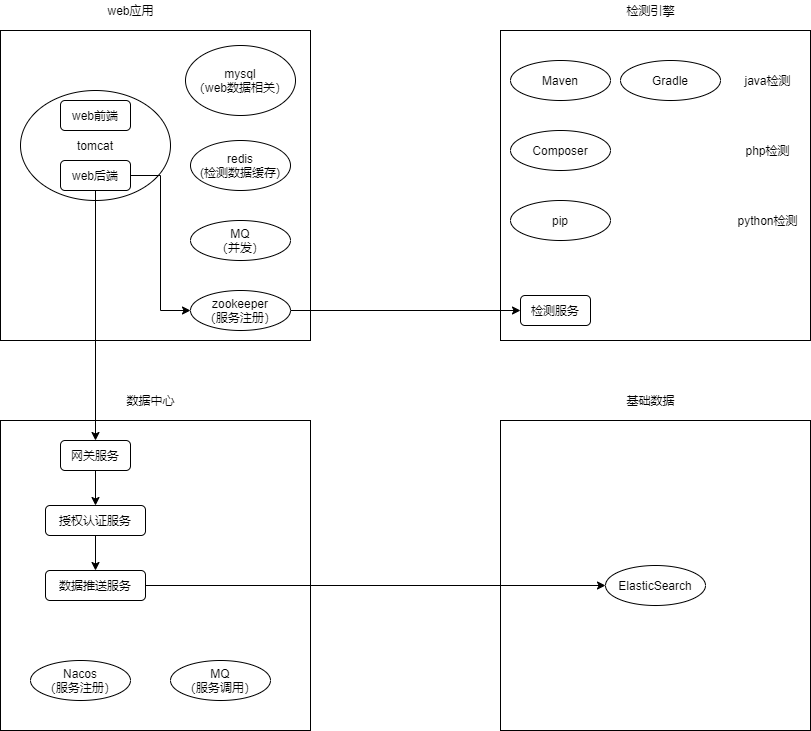 web应用
检测引擎
mysql
(web数据相关)
web前端
tomcat
web后端
redis
(检测数据缓存)
MQ
(并发)
zookeeper
(服务注册)
Maven
Gradle
java检测
Composer
php检测
pip
python检测
检测服务
数据中心
基础数据
网关服务
授权认证服务
数据推送服务
Nacos
(服务注册)
MQ
(服务调用)
ElasticSearch